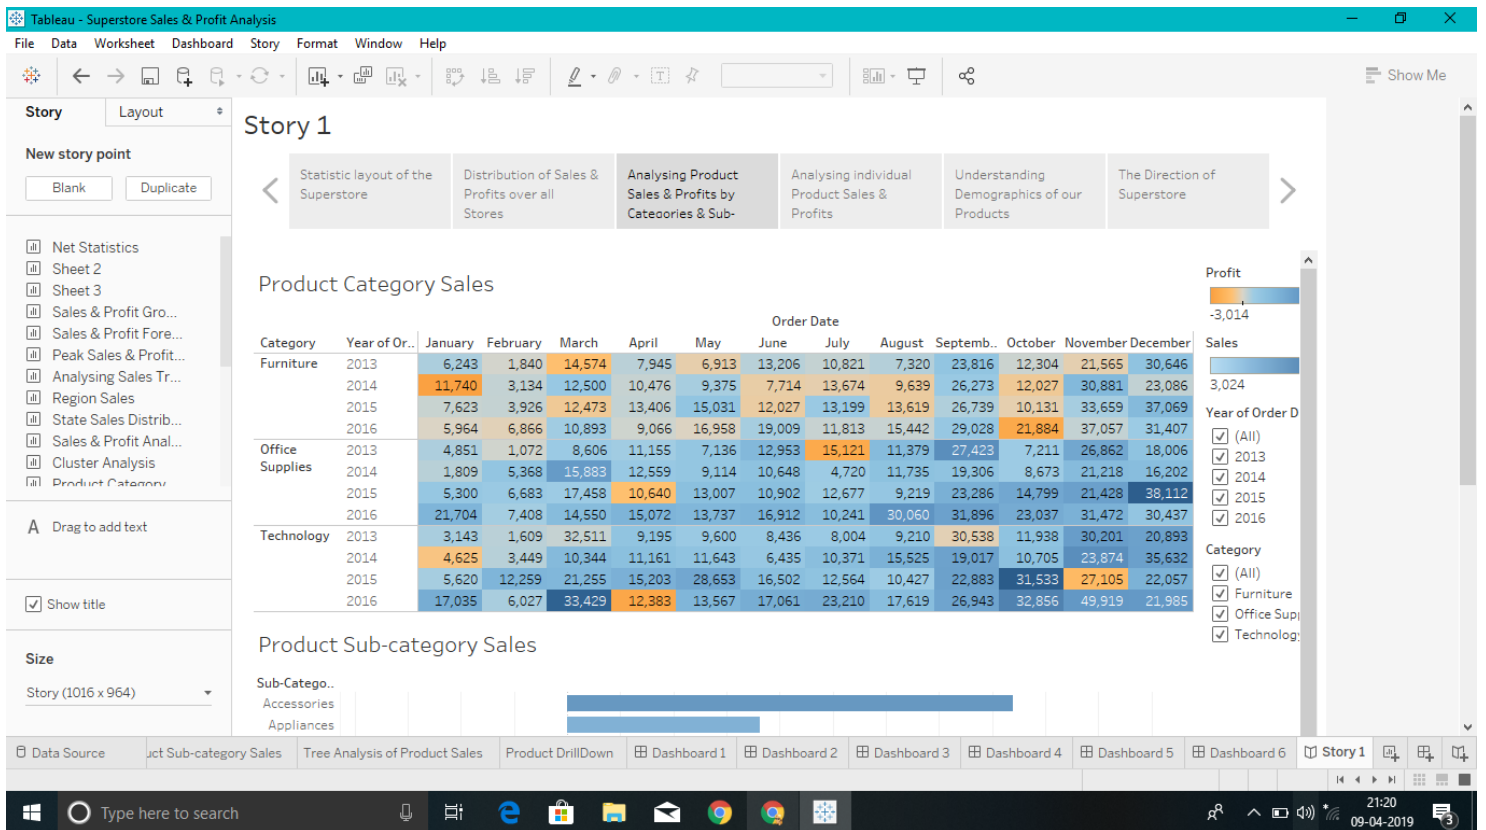 Tableau - Superstore Sales & Profit Analysis
File Data Worksheet Dashboard Story Format Window Help
Show Me
Story Layout
New story point
Blank Duplicate
Net Statistics
Sheet 2
Sheet 3
Sales & Profit Gro...
Sales & Profit Fore...
Peak Sales & Profit...
Analysing Sales Tr...
Region Sales
State Sales Distrib...
Sales & Profit Anal...
Cluster Analysis
Product Category
A Drag to add text
Show title
Size
Story (1016 x 964)
Story 1
Statistic layout of the
Superstore
Distribution of Sales &
Profits over all
Stores
Analysing Product
Sales & Profits by
Categories & Sub-
Analysing individual
Product Sales &
Profits
Understanding
Demographics of our
Products
The Direction of
Superstore
Product Category Sales
Order Date
Category Year of Or.. January February March April May June July August Septemb.. October November December
Furniture 2013 6,243 1,840 14,574 7,945 6,913 13,206 10,821 7,320 23,816 12,304 21,565 30,646
2014 11,740 3,134 12,500 10,476 9,375 7,714 13,674 9,639 26,273 12,027 30,881 23,086
2015 7,623 3,926 12,473 13,406 15,031 12,027 13,199 13,619 26,739 10,131 33,659 37,069
2016 5,964 6,866 10,893 9,066 16,958 19,009 11,813 15,442 29,028 21,884 37,057 31,407
Office 2013 4,851 1,072 8,606 11,155 7,136 12,953 15,121 11,379 27,423 7,211 26,862 18,006
Supplies 2014 1,809 5,368 15,883 12,559 9,114 10,648 4,720 11,735 19,306 8,673 21,218 16,202
2015 5,300 6,683 17,458 10,640 13,007 10,902 12,677 9,219 23,286 14,799 21,428 38,112
2016 21,704 7,408 14,550 15,072 13,737 16,912 10,241 30,060 31,896 23,037 31,472 30,437
Technology 2013 3,143 1,609 32,511 9,195 9,600 8,436 8,004 9,210 30,538 11,938 30,201 20,893
2014 4,625 3,449 10,344 11,161 11,643 6,435 10,371 15,525 19,017 10,705 23,874 35,632
2015 5,620 12,259 21,255 15,203 28,653 16,502 12,564 10,427 22,883 31,533 27,105 22,057
2016 17,035 6,027 33,429 12,383 13,567 17,061 23,210 17,619 26,943 32,856 49,919 21,985
Profit
-3,014
Sales
3,024
Year of Order D
(All)
2013
2014
2015
2016
Category
(All)
Furniture
Office Supp
Technology
Product Sub-category Sales
Sub-Catego..
Accessories
Appliances
Data Source uct Sub-category Sales Tree Analysis of Product Sales Product DrillDown Dashboard 1 Dashboard 2 Dashboard 3 Dashboard 4 Dashboard 5 Dashboard 6 Story 1
Type here to search
21:20
09-04-2019
3